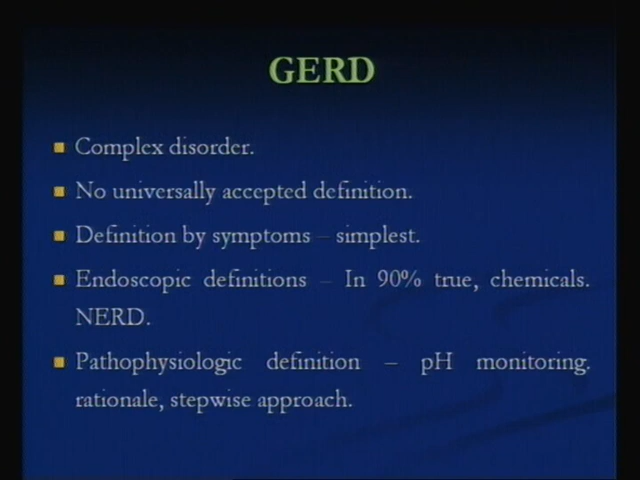 GERD
Complex disorder.
No universally accepted definition.
Definition by symptoms – simplest.
Endoscopic definitions – In 90% true, chemicals.
NERD.
Pathophysiologic definition – pH monitoring.
rationale, stepwise approach.